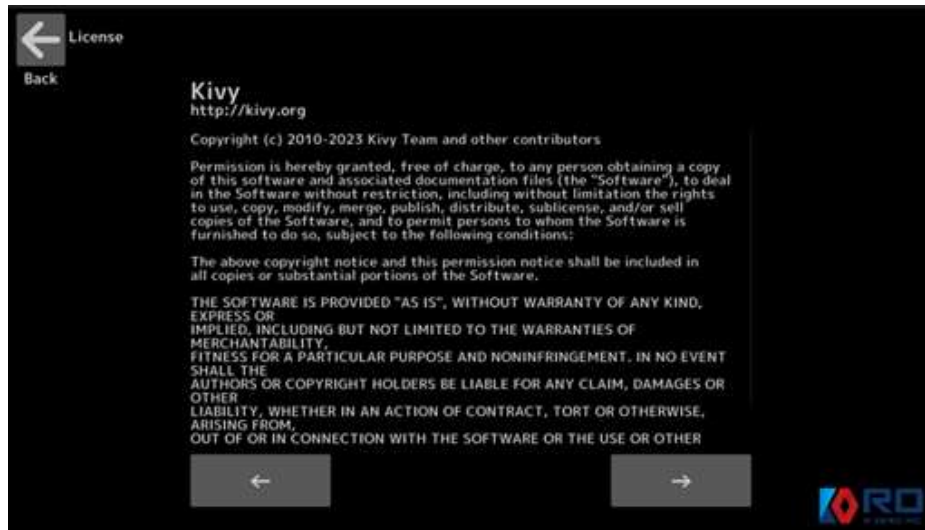 License
Back
Kivy
http://kivy.org
Copyright (c) 2010-2023 Kivy Team and other contributors
Permission is hereby granted, free of charge, to any person obtaining a copy
of this software and associated documentation files (the "Software"), to deal
in the Software without restriction, including without limitation the rights
to use, copy, modify, merge, publish, distribute, sublicense, and/or sell
copies of the Software, and to permit persons to whom the Software is
furnished to do so, subject to the following conditions:
The above copyright notice and this permission notice shall be included in
all copies or substantial portions of the Software.
THE SOFTWARE IS PROVIDED "AS IS", WITHOUT WARRANTY OF ANY KIND,
EXPRESS OR
IMPLIED, INCLUDING BUT NOT LIMITED TO THE WARRANTIES OF
MERCHANTABILITY,
FITNESS FOR A PARTICULAR PURPOSE AND NONINFRINGEMENT. IN NO EVENT
SHALL THE
AUTHORS OR COPYRIGHT HOLDERS BE LIABLE FOR ANY CLAIM, DAMAGES OR
OTHER
LIABILITY, WHETHER IN AN ACTION OF CONTRACT, TORT OR OTHERWISE,
ARISING FROM,
OUT OF OR IN CONNECTION WITH THE SOFTWARE OR THE USE OR OTHER
← →
RO